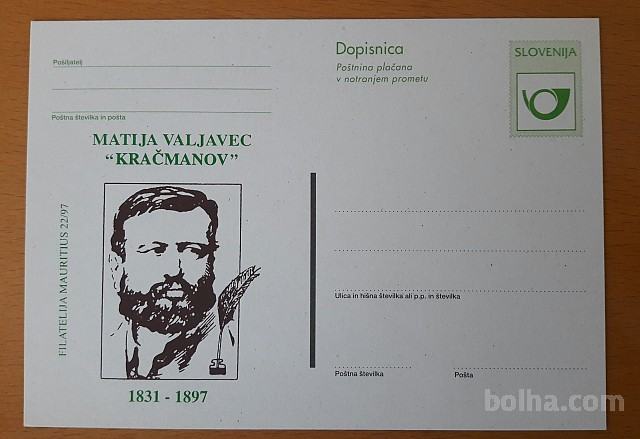 Pošiljatelj
Poštna številka in pošta
MATIJA VALJAVEC
“KRAČMANOV”
FILATELIJA MAURITIUS 22/97
1831 - 1897
Dopisnica
Poštnina plačana
v notranjem prometu
SLOVENIJA
Ulica in hišna številka ali p.p. in številka
Poštna številka
Pošta
bolha.com